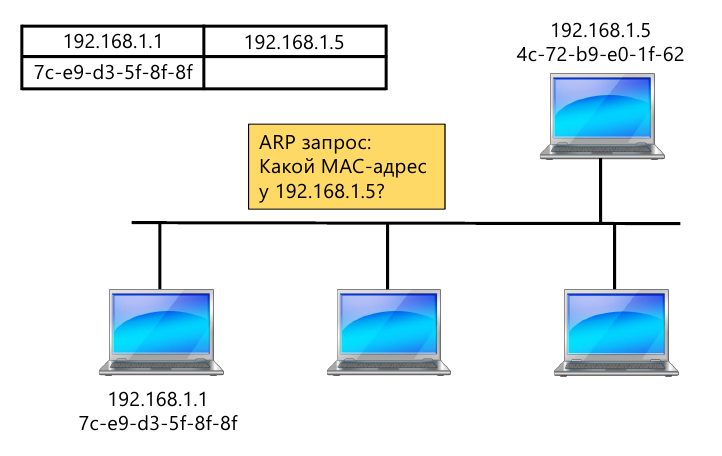 192.168.1.1 192.168.1.5
7c-e9-d3-5f-8f-8f
192.168.1.5
4c-72-b9-e0-1f-62
ARP запрос:
Какой MAC-адрес
у 192.168.1.5?
192.168.1.1
7c-e9-d3-5f-8f-8f